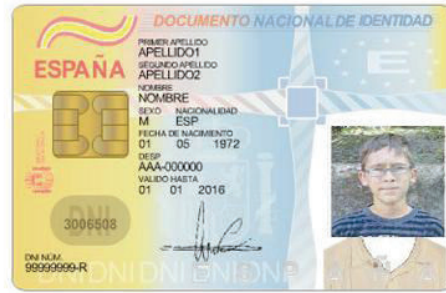 DOCUMENTO NACIONAL DE IDENTIDAD
ESPAÑA
PRIMER APELLIDO
APELLIDO1
SEGUNDO APELLIDO
APELLIDO2
NOMBRE
NOMBRE
SEXO NACIONALIDAD
M ESP
FECHA DE NACIMIENTO
01 05 1972
DESP
AAA-000000
VALIDO HASTA
01 01 2016
DNI
3006508
DNI NÚM.
99999999-R